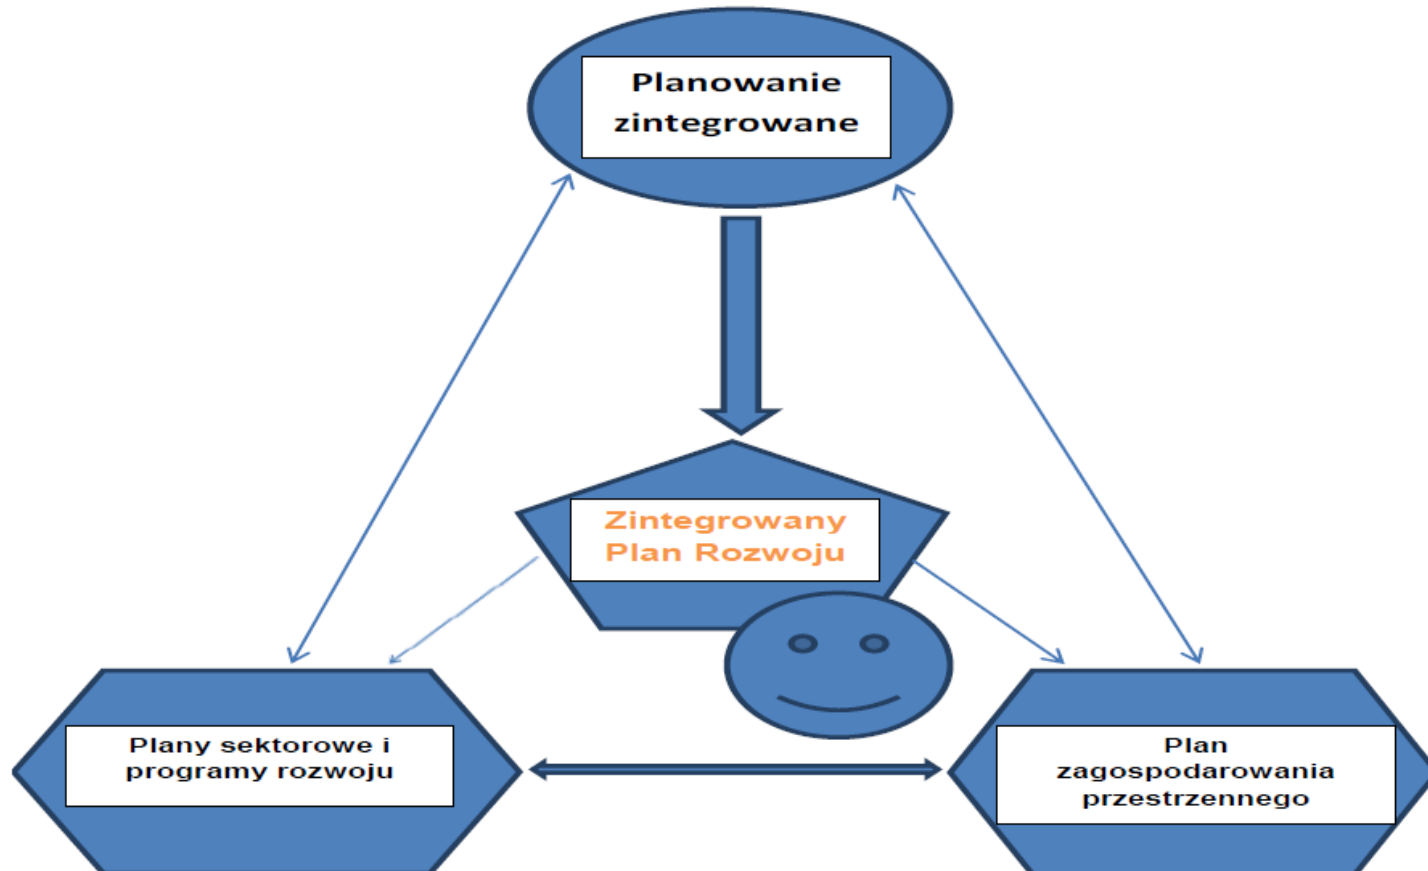 Planowanie
zintegrowane
Zintegrowany
Plan Rozwoju
Plany sektorowe i
programy rozwoju
Plan
zagospodarowania
przestrzennego